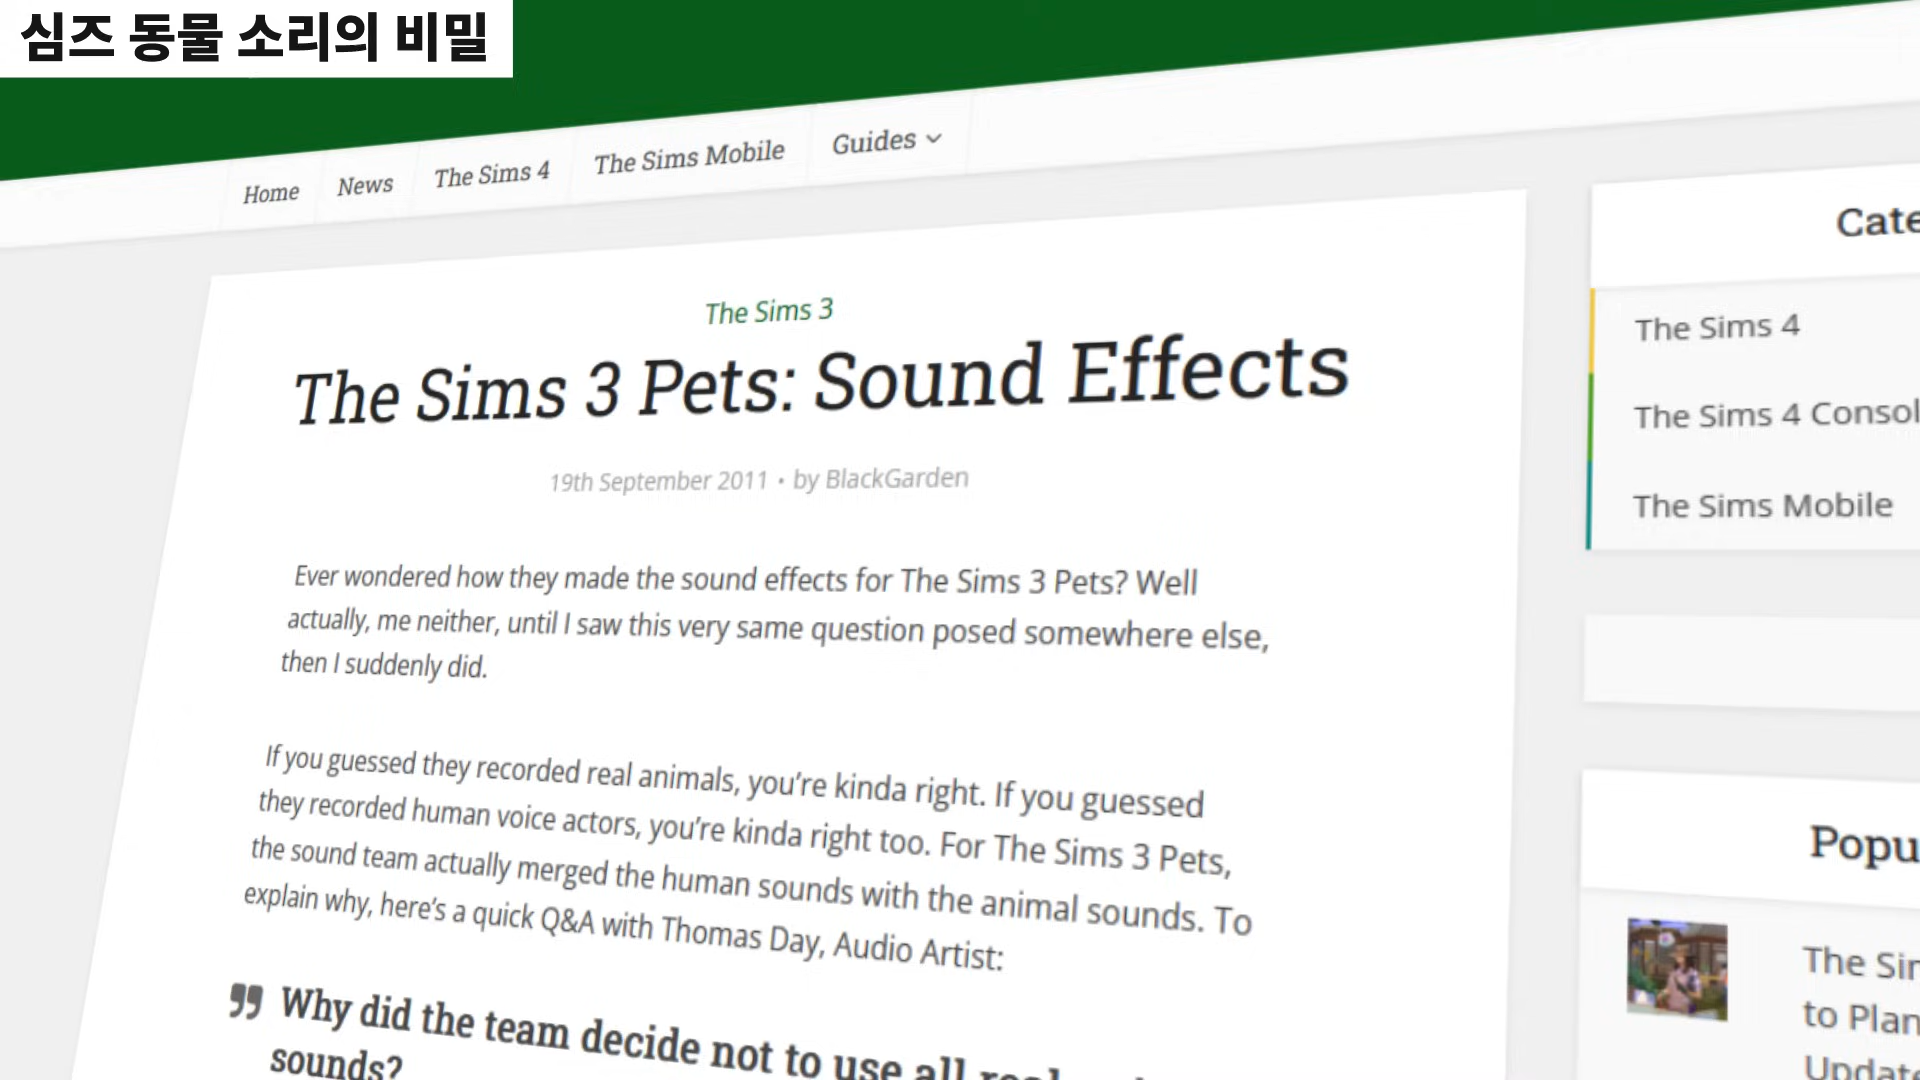 심즈 동물 소리의 비밀
Home News The Sims 4 The Sims Mobile Guides
The Sims 3
The Sims 3 Pets: Sound Effects
19th September 2011 • by BlackGarden
Ever wondered how they made the sound effects for The Sims 3 Pets? Well
actually, me neither, until I saw this very same question posed somewhere else,
then I suddenly did.
If you guessed they recorded real animals, you’re kinda right. If you guessed
they recorded human voice actors, you’re kinda right too. For The Sims 3 Pets,
the sound team actually merged the human sounds with the animal sounds. To
explain why, here’s a quick Q&A with Thomas Day, Audio Artist:
Why did the team decide not to use all real
sounds?
The Sims 4
The Sims 4
The Sims Mobile
to